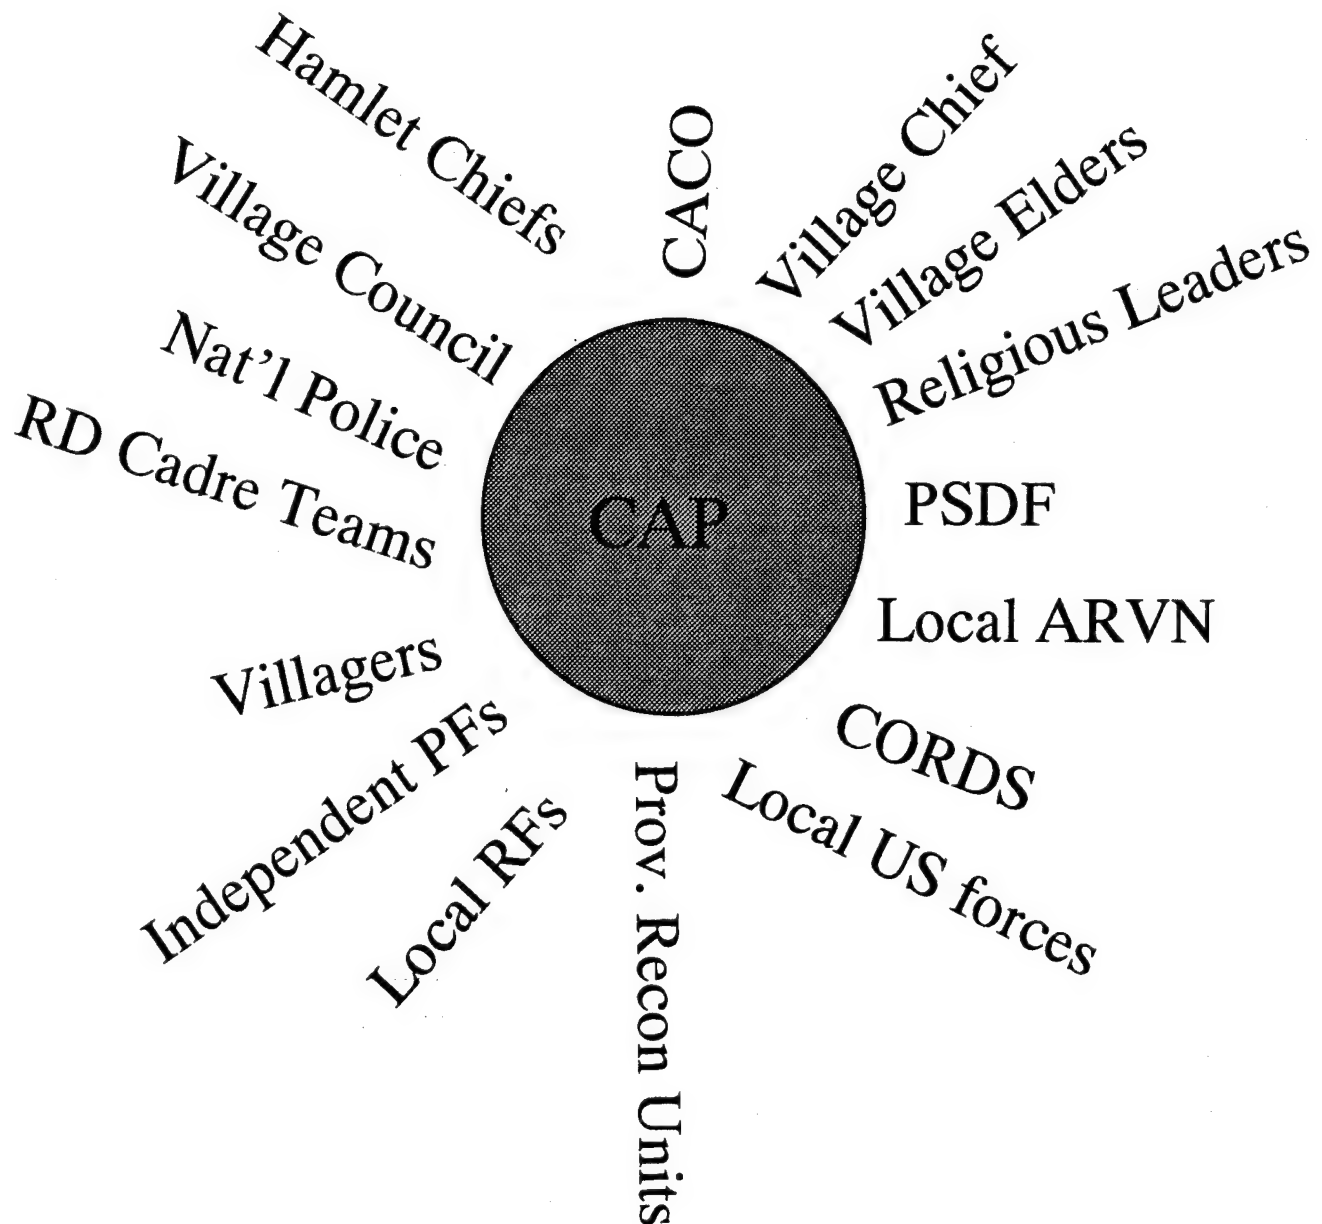 CACO
Village Chief
Village Elders
Religious Leaders
PSDF
Local ARVN
CORDS
Local US forces
Prov. Recon Units
Local RFs
Independent PFs
Villagers
RD Cadre Teams
Nat'l Police
Village Council
Hamlet Chiefs
CAP